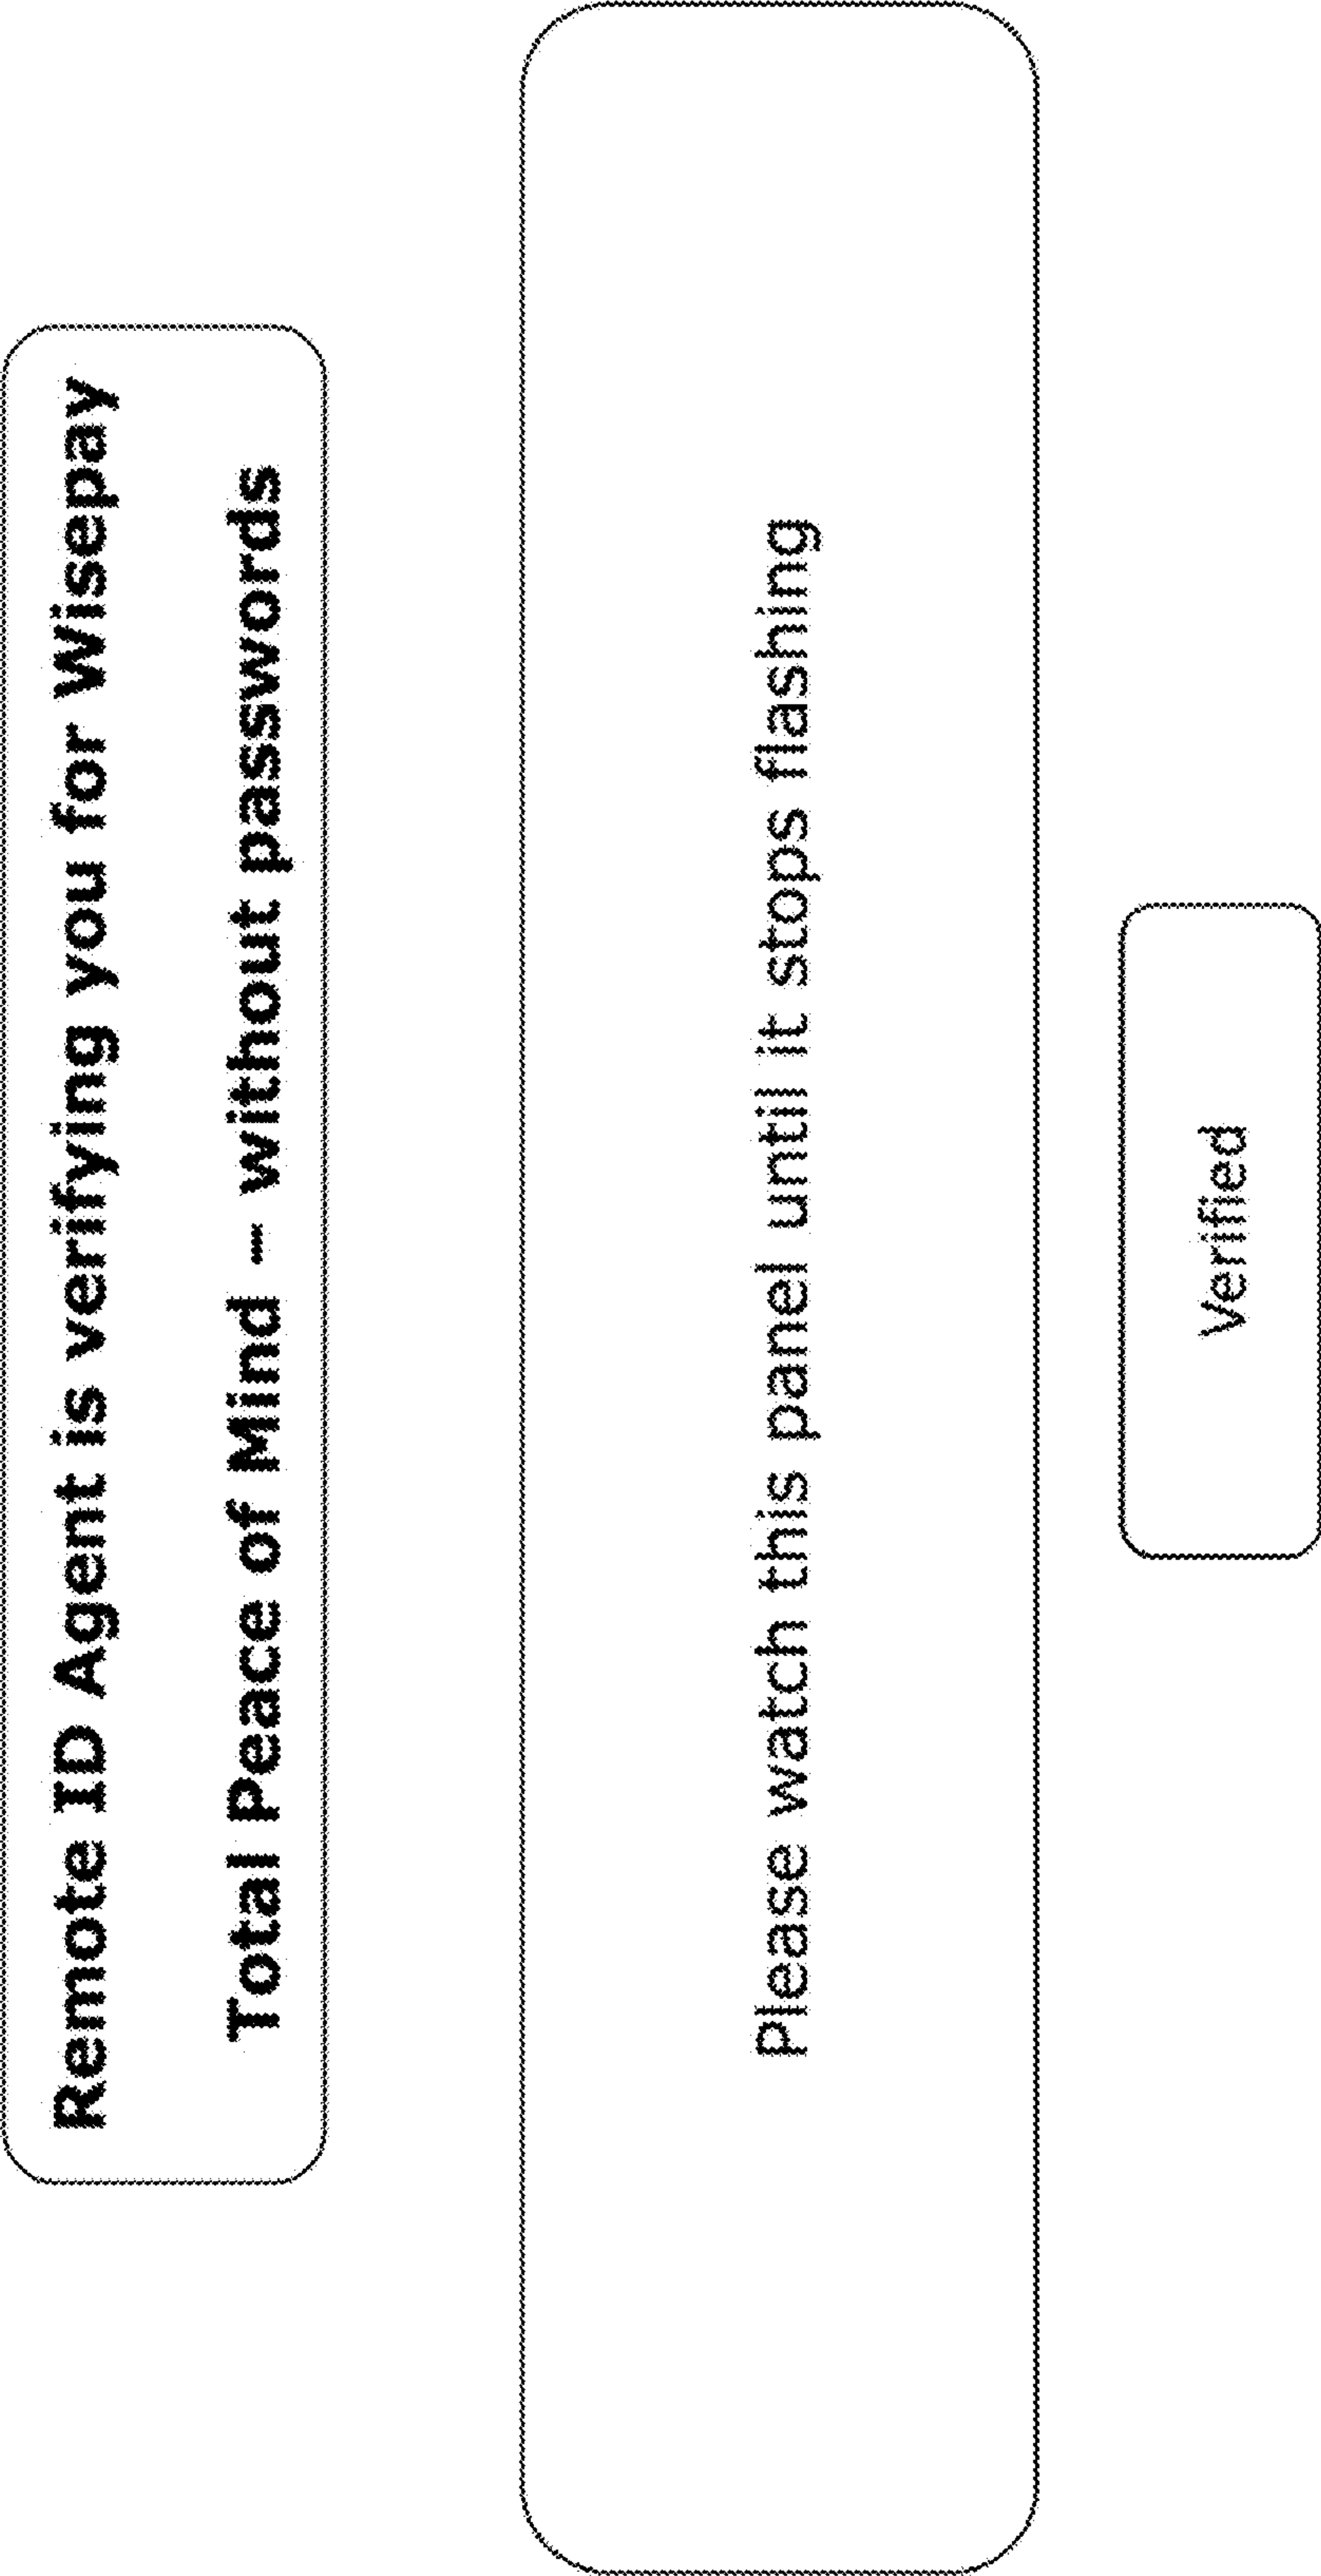 Remote ID Agent is verifying you for Wisepay
Total Peace of Mind – without passwords
Please watch this panel until it stops flashing
Verified